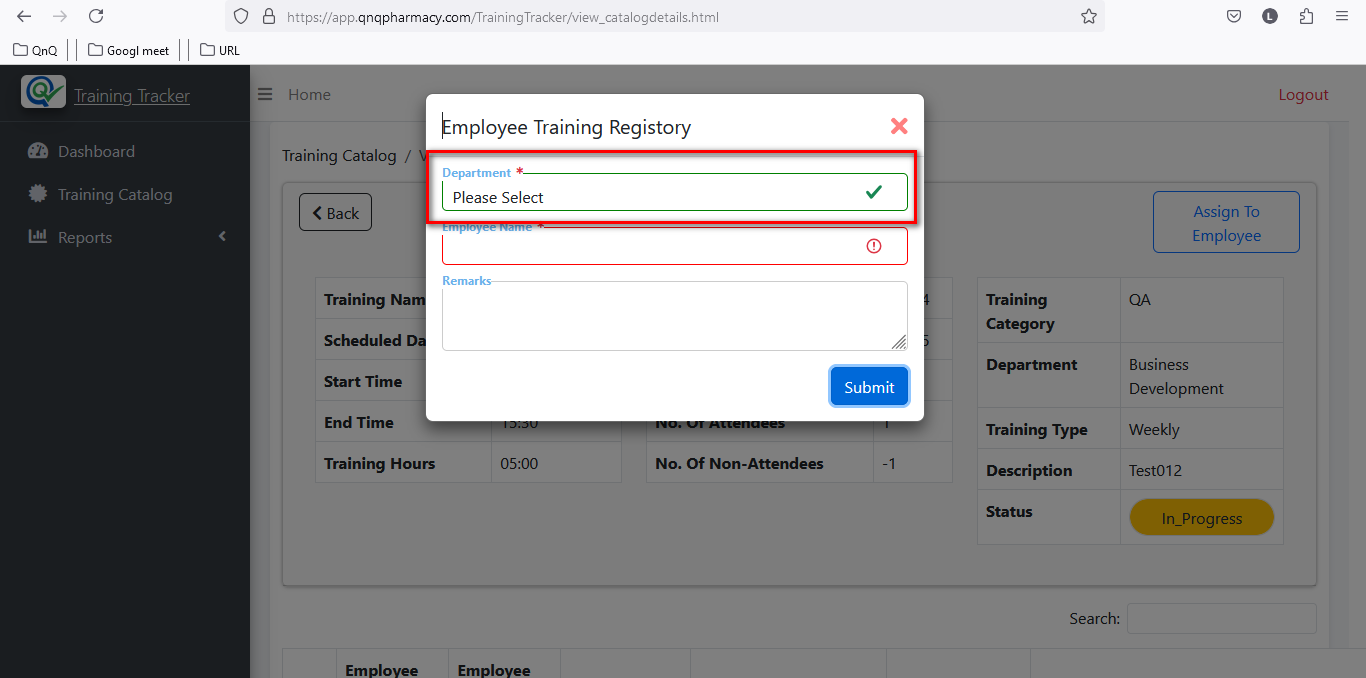 https://app.qnqpharmacy.com/TrainingTracker/view_catalogdetails.html
L
QnQ
Googl meet
URL
Training Tracker
Home
Logout
Dashboard
Training Catalog
Reports
Training Catalog /
Back
Assign To
Employee
Employee Training Registory
Department *
Please Select
Employee Name *
Remarks
Submit
Training Nam
Scheduled Da
Start Time
End Time
15:30
Training Hours
05:00
4
5
No. Of Attendees
1
No. Of Non-Attendees
-1
Training
Category
QA
Department
Business
Development
Training Type
Weekly
Description
Test012
Status
In_Progress
Search:
Employee
Employee